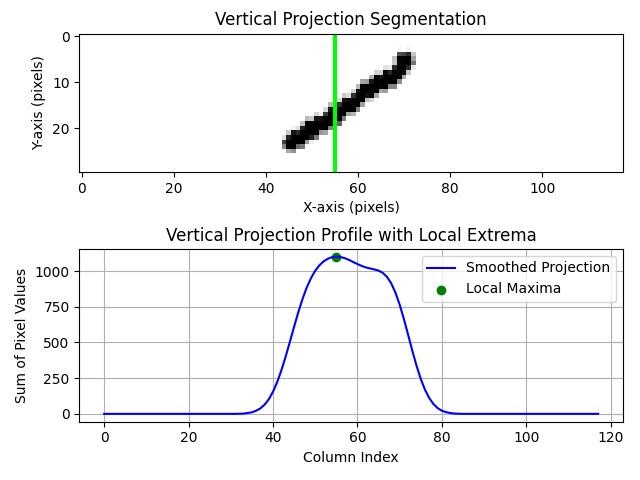 Vertical Projection Segmentation
0
10
20
Y-axis (pixels)
0 20 40 60 80 100
X-axis (pixels)
Vertical Projection Profile with Local Extrema
1000
750
500
250
0
Sum of Pixel Values
Smoothed Projection
Local Maxima
0 20 40 60 80 100 120
Column Index